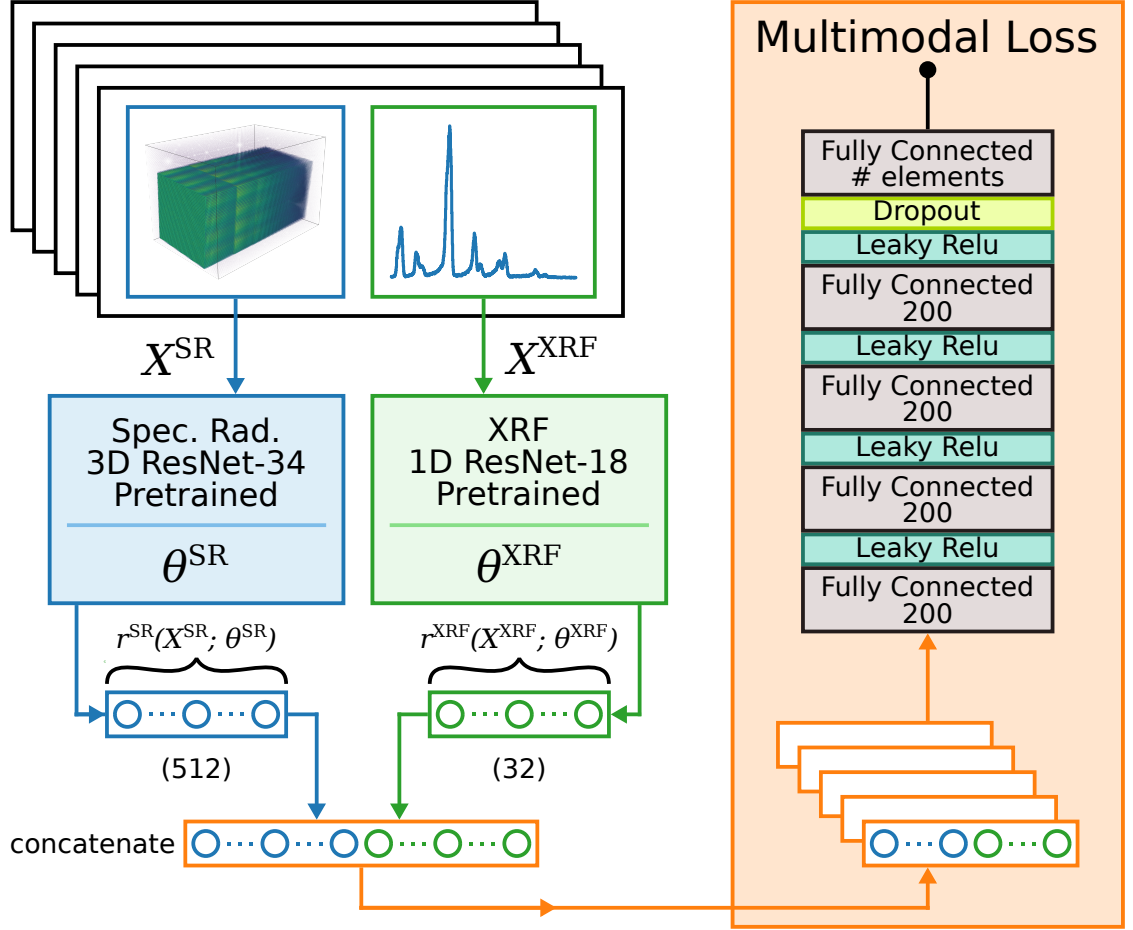 Multimodal Loss
Fully Connected
# elements
Dropout
Leaky Relu
Fully Connected
200
Leaky Relu
Fully Connected
200
Leaky Relu
Fully Connected
200
Leaky Relu
Fully Connected
200
X^SR
X^XRF
Spec. Rad.
3D ResNet-34
Pretrained
θ^SR
XRF
1D ResNet-18
Pretrained
θ^XRF
r^SR(X^SR; θ^SR)
r^XRF(X^XRF; θ^XRF)
(512)
(32)
concatenate